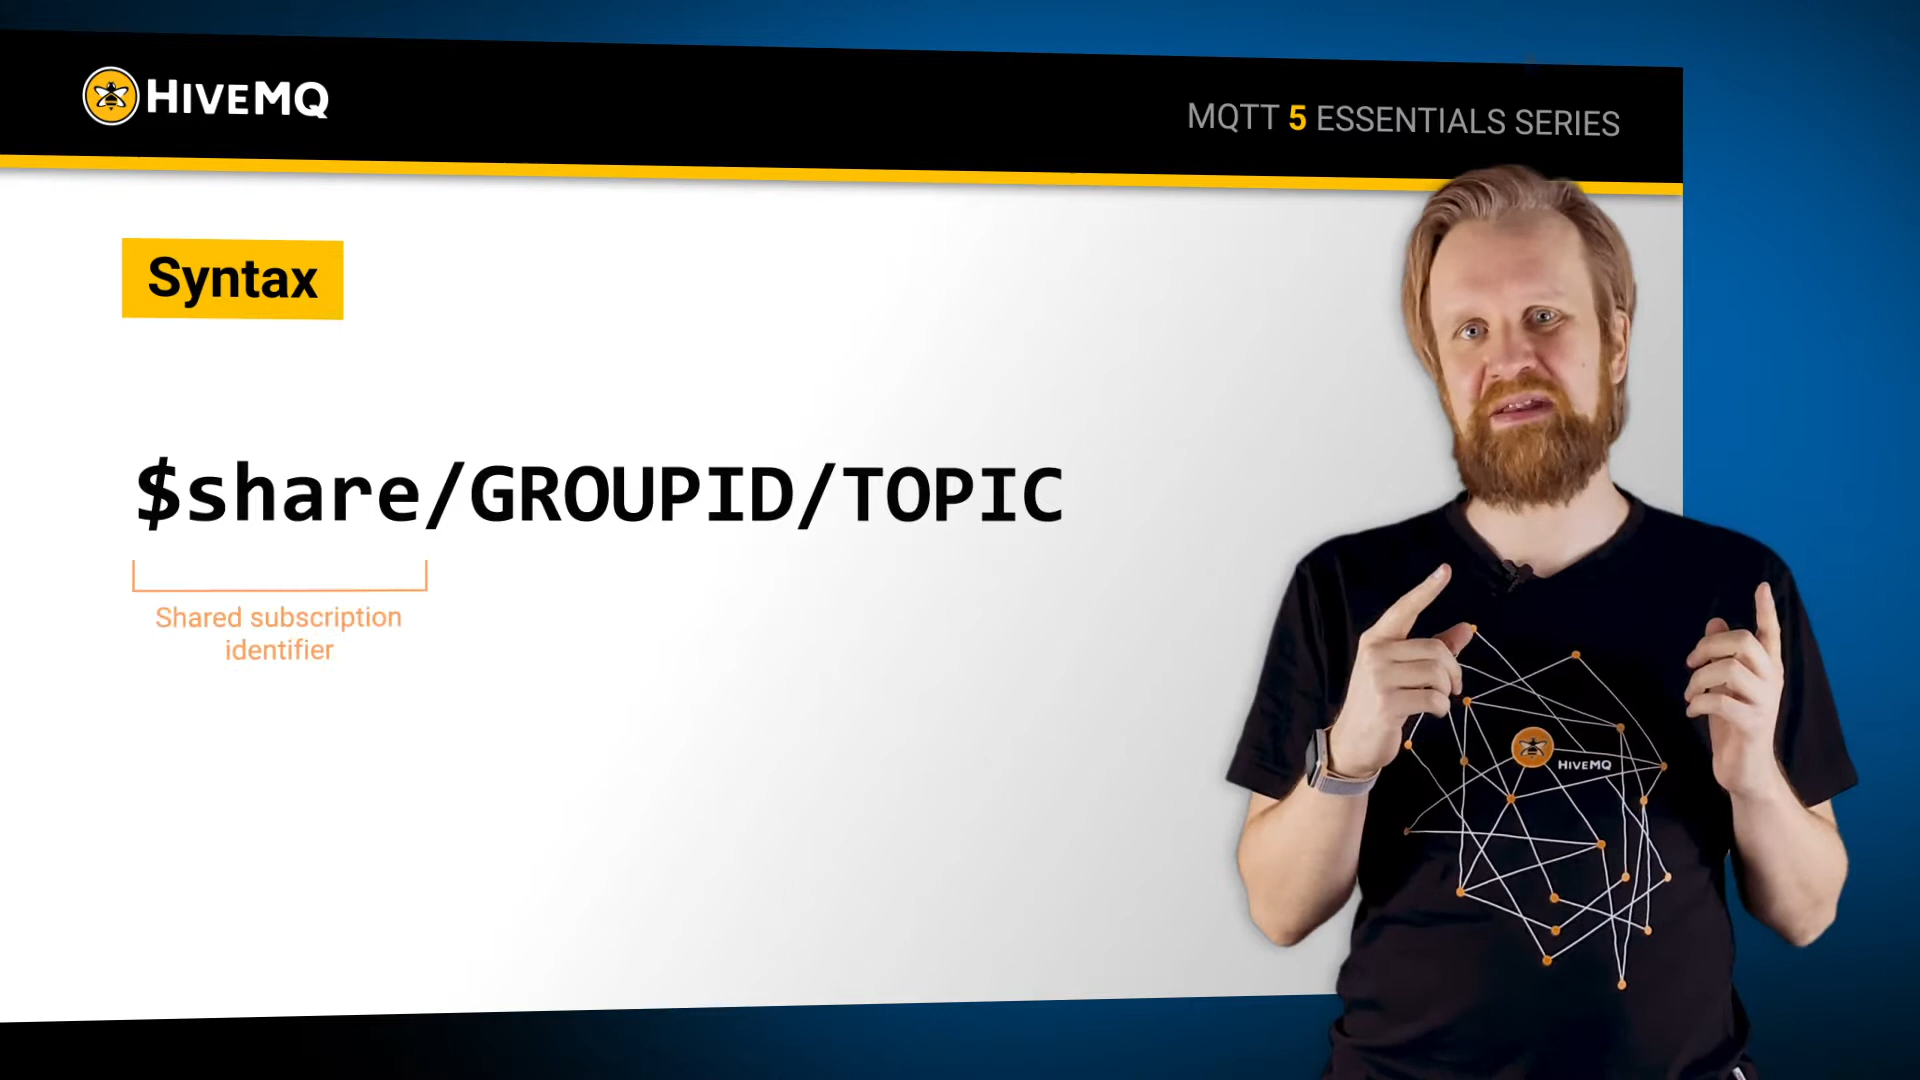 HIVEMQ
MQTT 5 ESSENTIALS SERIES
Syntax
$share/GROUPID/TOPIC
Shared subscription
identifier
HIVEMQ